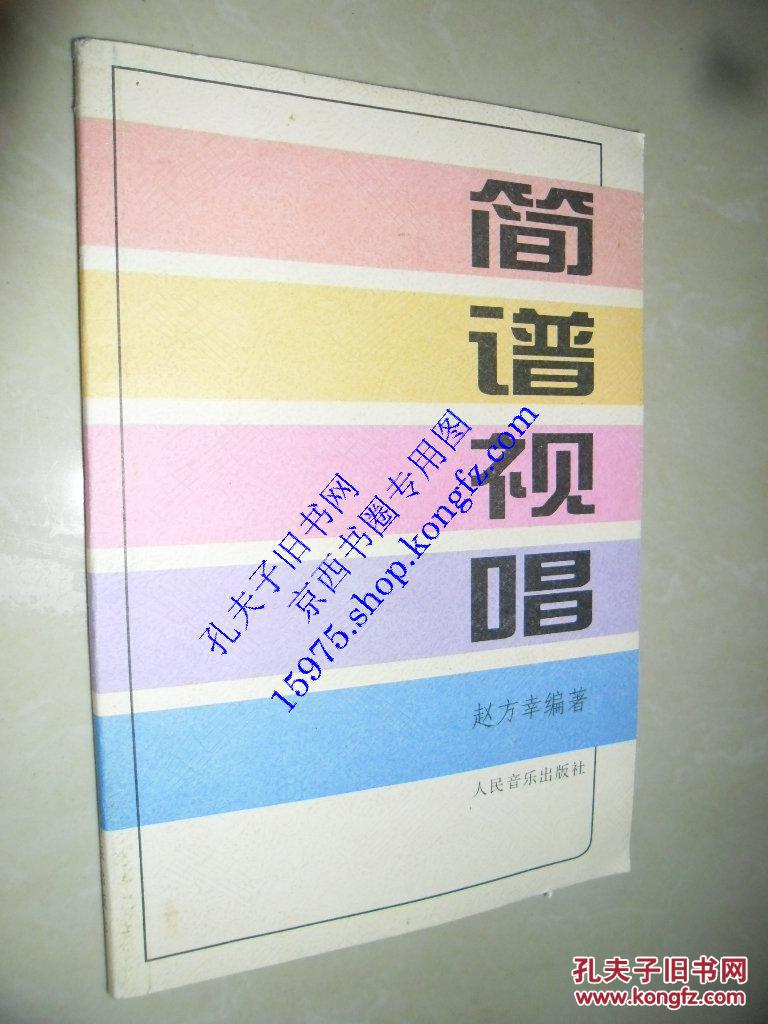 简
谱
视
唱
赵方幸编著
人民音乐出版社
孔夫子旧书网
京西书圈专用图
15975.shop.kongfz.com
孔夫子旧书网
www.kongfz.com